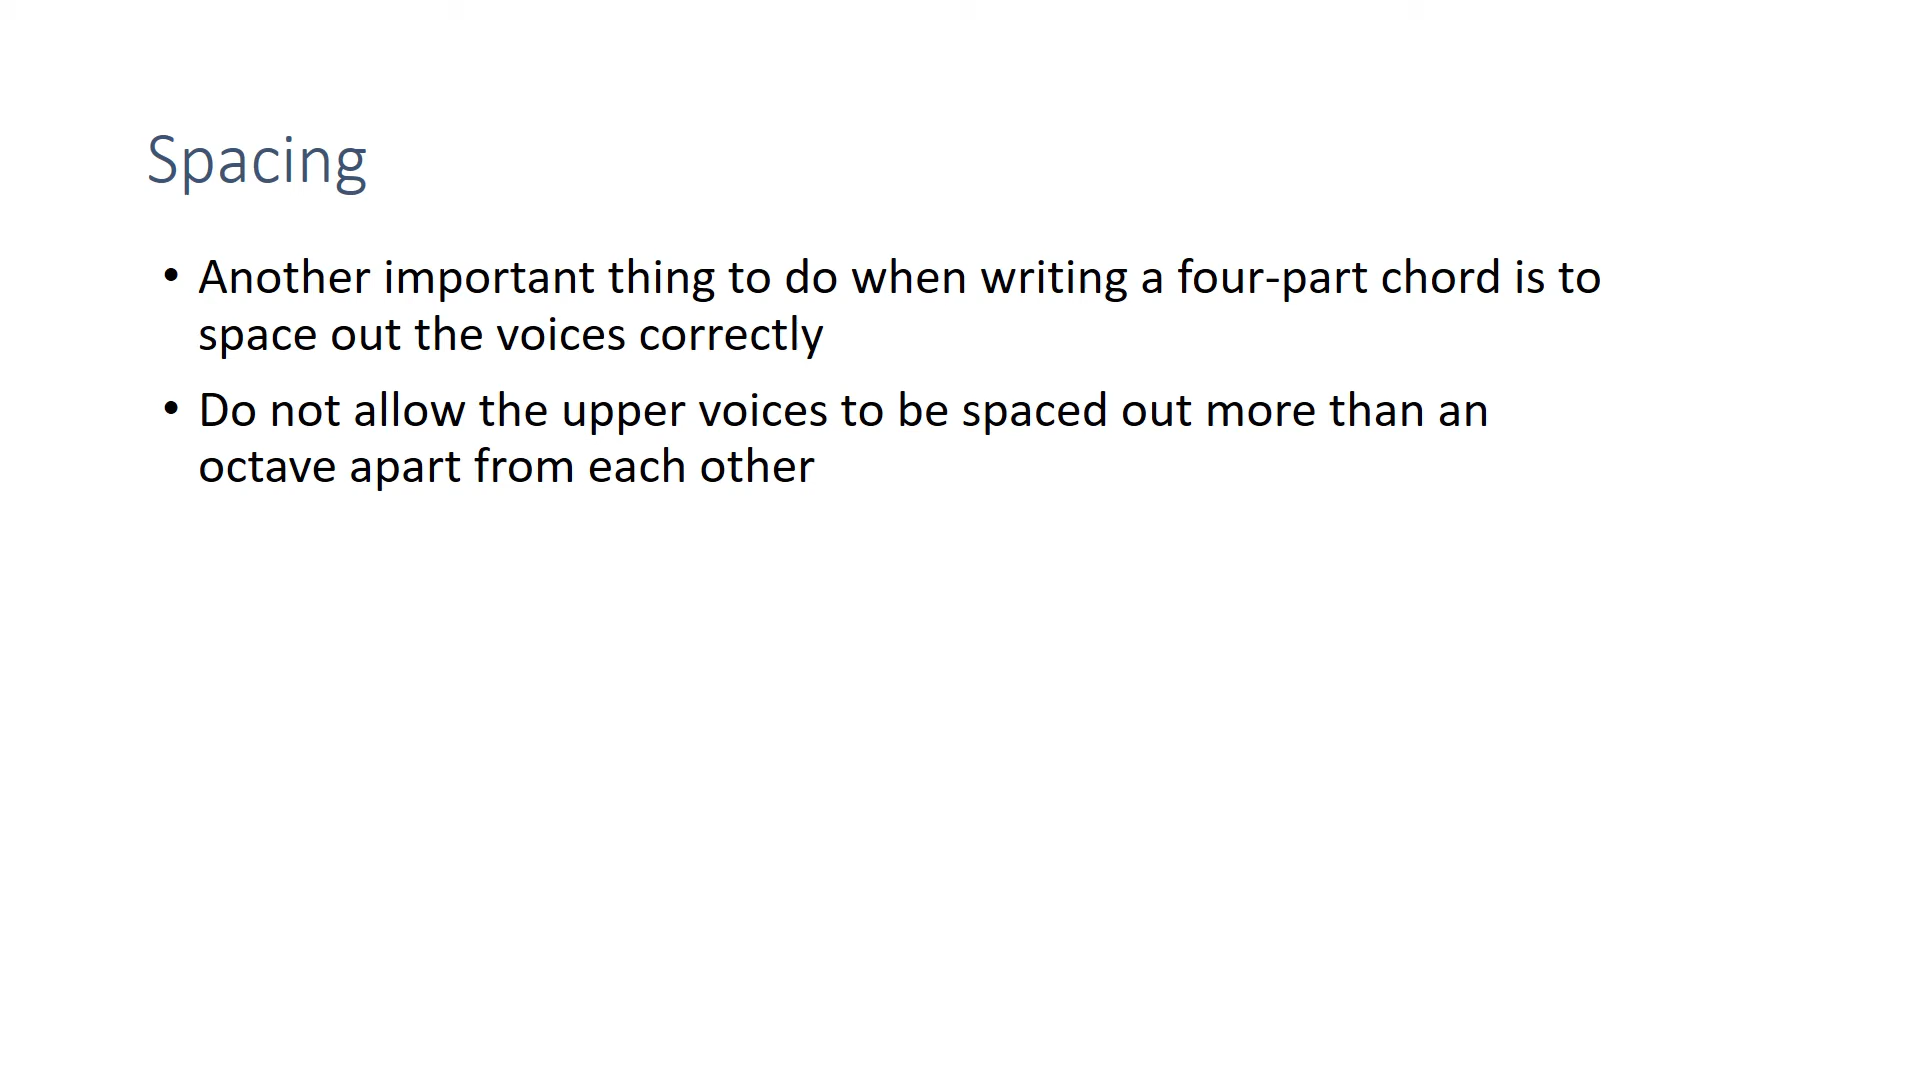 Spacing
• Another important thing to do when writing a four-part chord is to
space out the voices correctly
• Do not allow the upper voices to be spaced out more than an
octave apart from each other